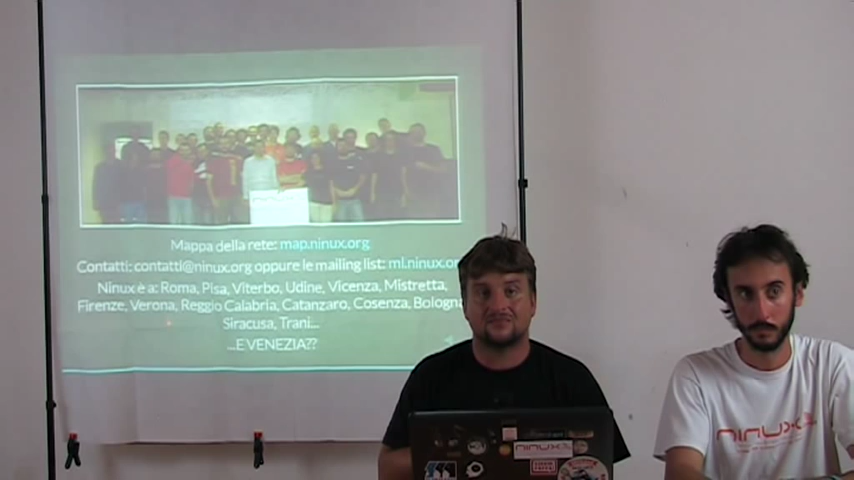 Mappa della rete: map.ninux.org
Contatti: contatti@ninux.org oppure le mailing list: ml.ninux.or
Ninux è a: Roma, Pisa, Viterbo, Udine, Vicenza, Mistretta,
Firenze, Verona, Reggio Calabria, Catanzaro, Cosenza, Bologna
Siracusa, Trani...
...E VENEZIA??
ninux
ninux